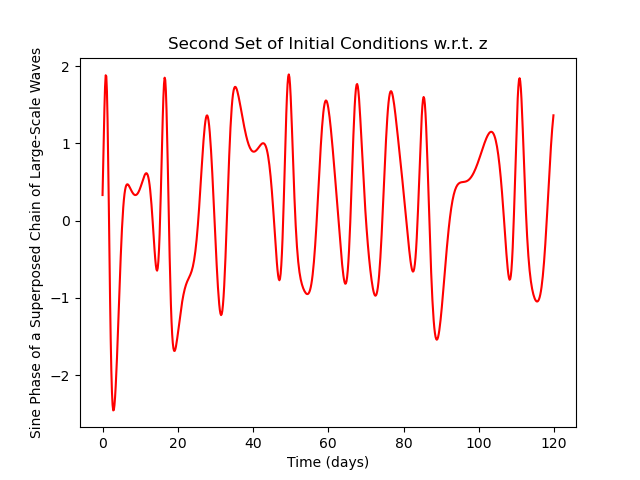 Second Set of Initial Conditions w.r.t. z
Sine Phase of a Superposed Chain of Large-Scale Waves
2
1
0
−1
−2
0 20 40 60 80 100 120
Time (days)